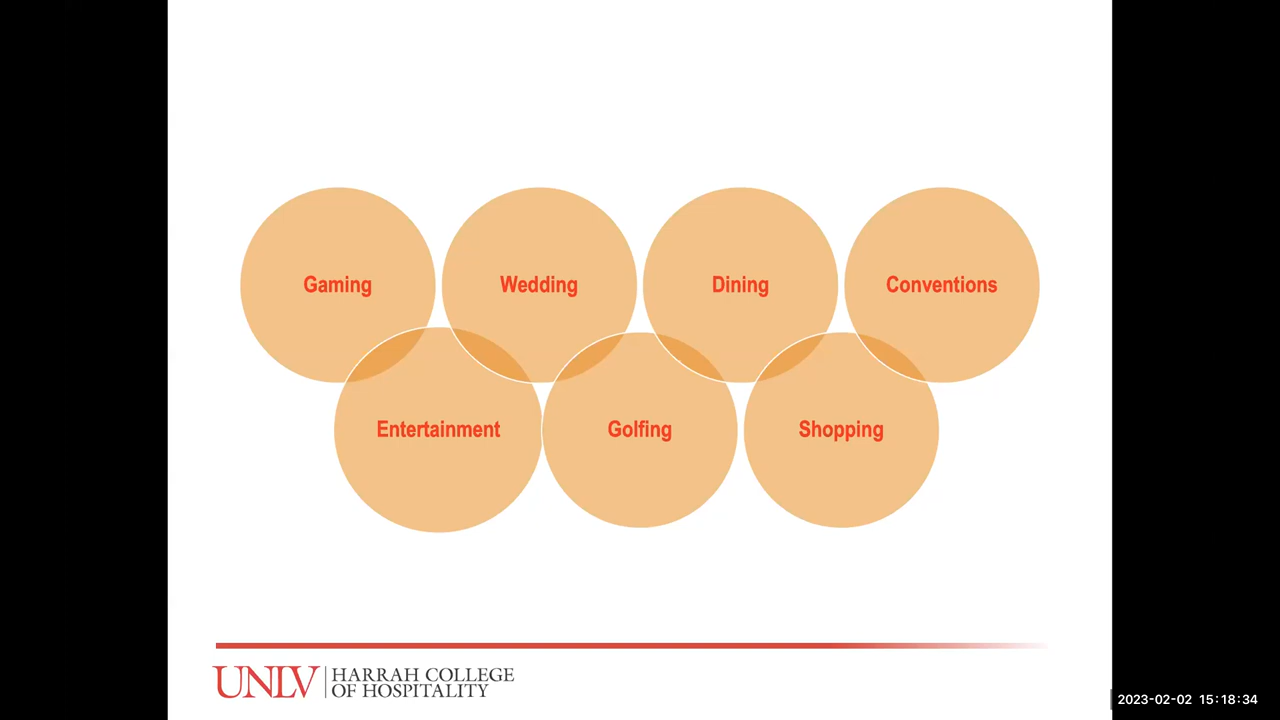 Gaming
Wedding
Dining
Conventions
Entertainment
Golfing
Shopping
UNLV
HARRAH COLLEGE
OF HOSPITALITY
2023-02-02 15:18:34